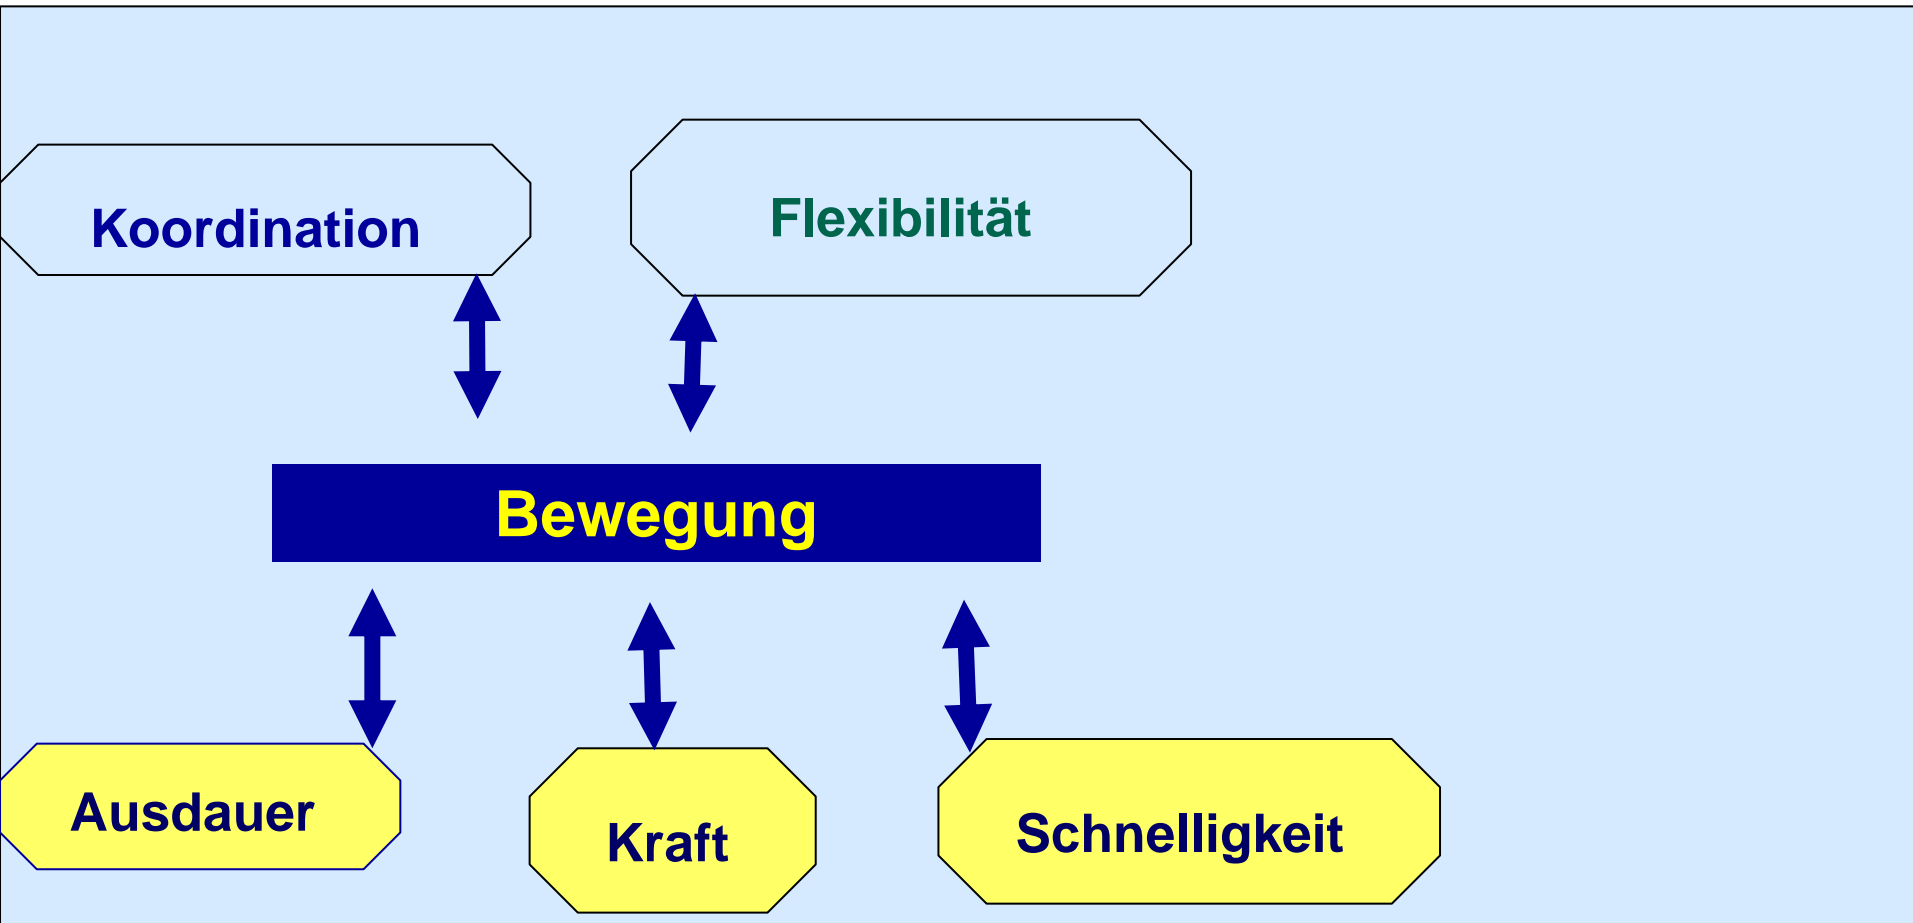 Koordination
Flexibilität
Bewegung
Ausdauer
Kraft
Schnelligkeit